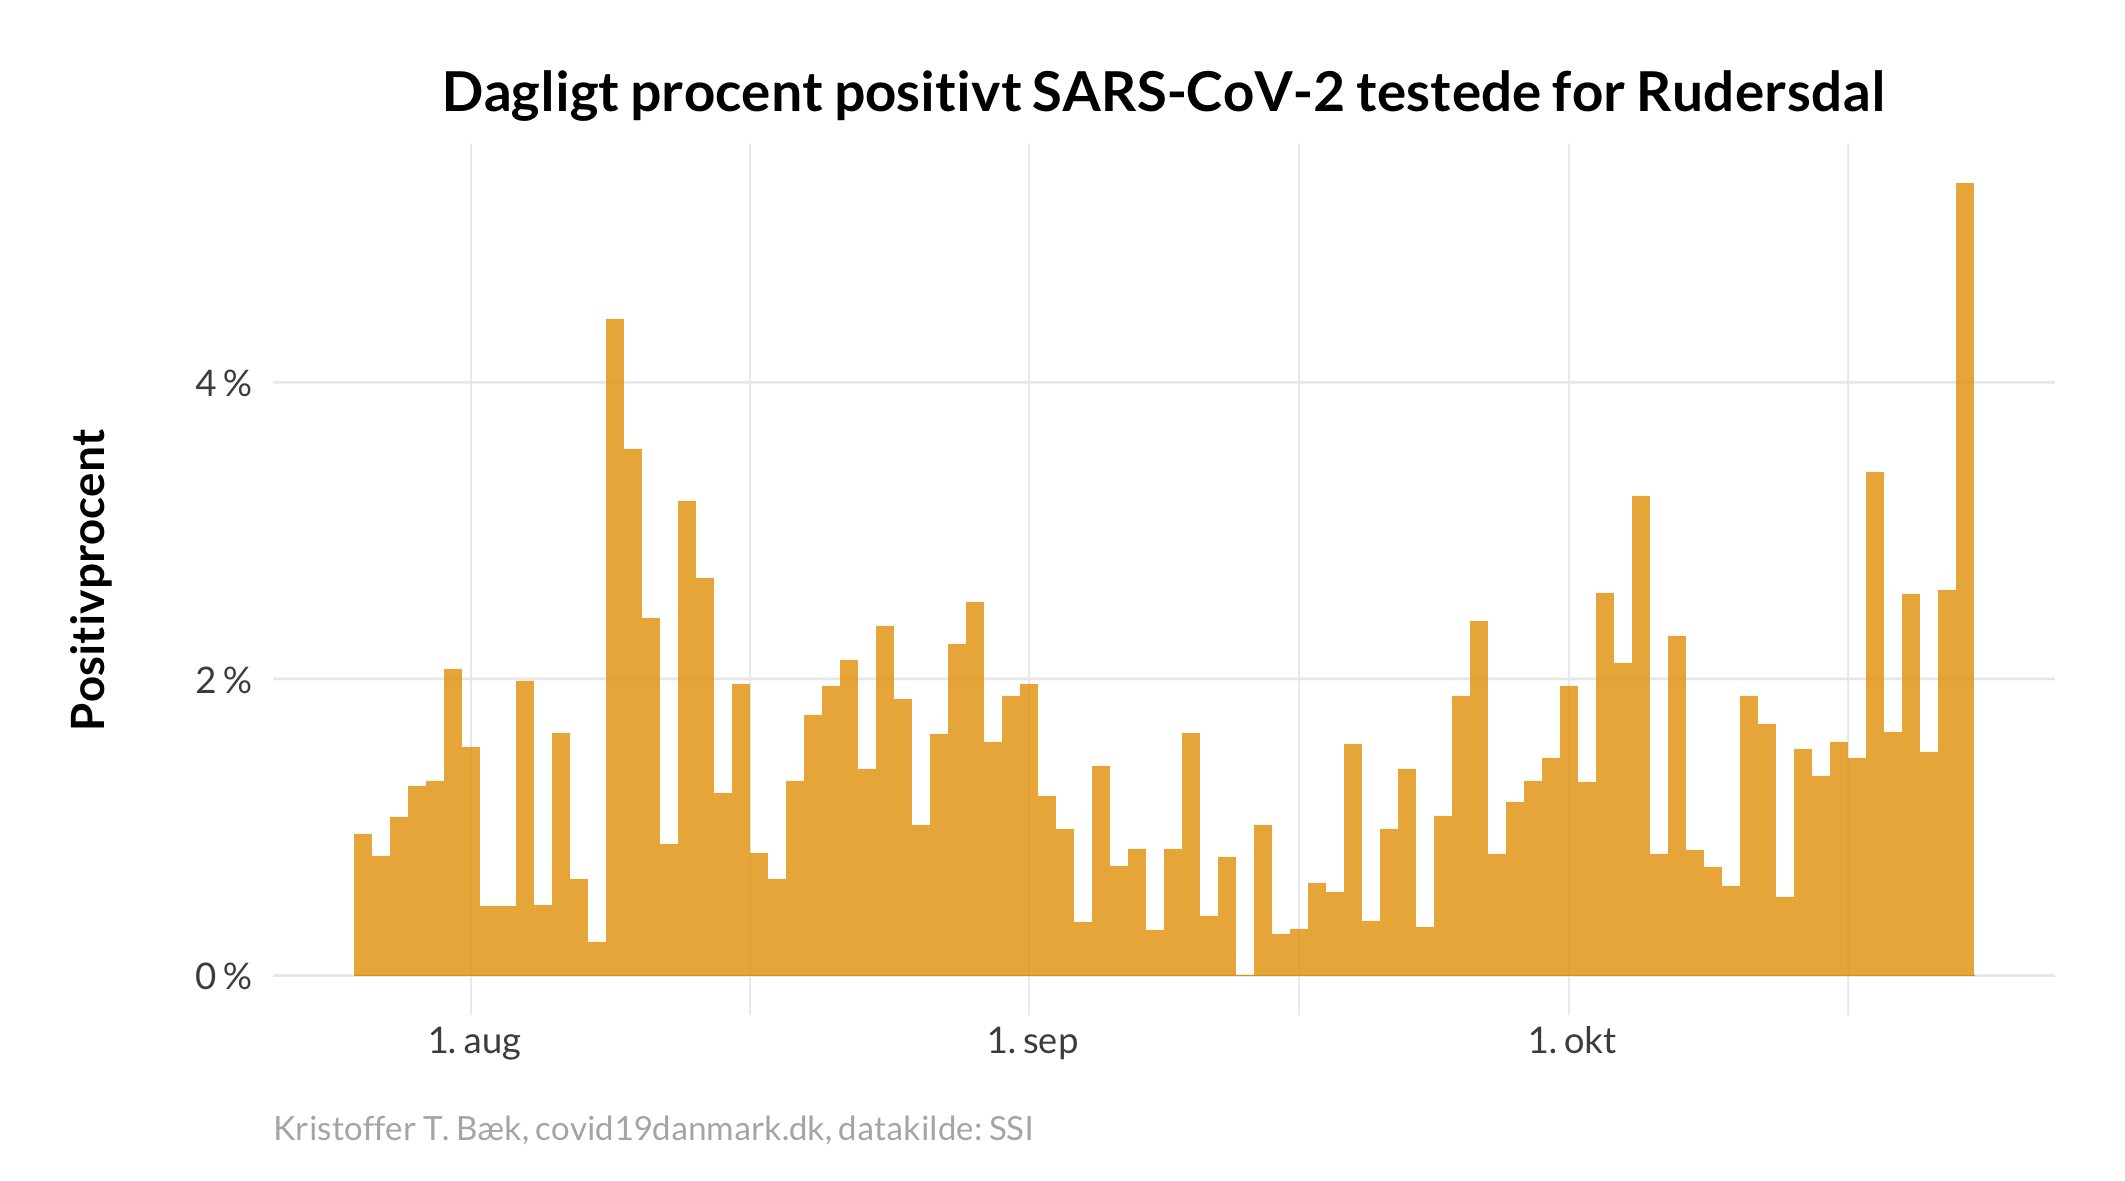 Dagligt procent positivt SARS-CoV-2 testede for Rudersdal
Positivprocent
4 %
2 %
0 %
1. aug
1. sep
1. okt
Kristoffer T. Bæk, covid19danmark.dk, datakilde: SSI